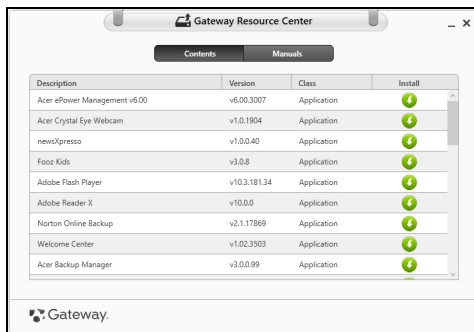 Gateway Resource Center
Contents Manuals
Description Version Class Install
Acer ePower Management v6.00 v6.00.3007 Application
Acer Crystal Eye Webcam v1.0.1904 Application
newsXpresso v1.0.0.40 Application
Fooz Kids v3.0.8 Application
Adobe Flash Player v10.3.181.34 Application
Adobe Reader X v10.0.0 Application
Norton Online Backup v2.1.17869 Application
Welcome Center v1.02.3503 Application
Acer Backup Manager v3.0.0.99 Application
Gateway.